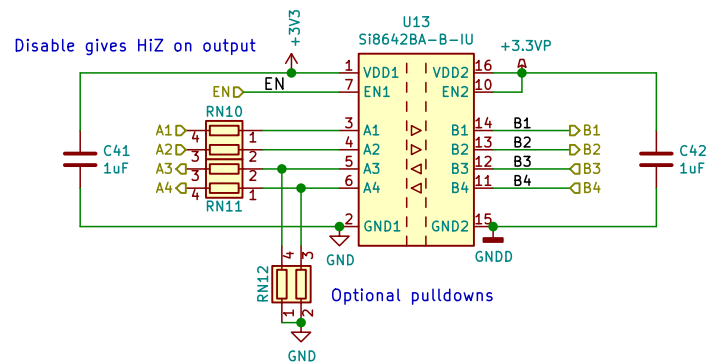 U13
Si8642BA-B-IU
Disable gives HiZ on output
+3V3
+3.3VP
1 VDD1 VDD2 16
EN EN 7 EN1 EN2 10
RN10
A1 4 1 3 A1 B1 14 B1 B1
A2 3 2 4 A2 B2 13 B2 B2
A3 3 2 5 A3 B3 12 B3 B3
A4 4 1 6 A4 B4 11 B4 B4
RN11
C41
1uF
C42
1uF
2 GND1 GND2 15
GND
GNDD
4 3
RN12
1 2
Optional pulldowns
GND